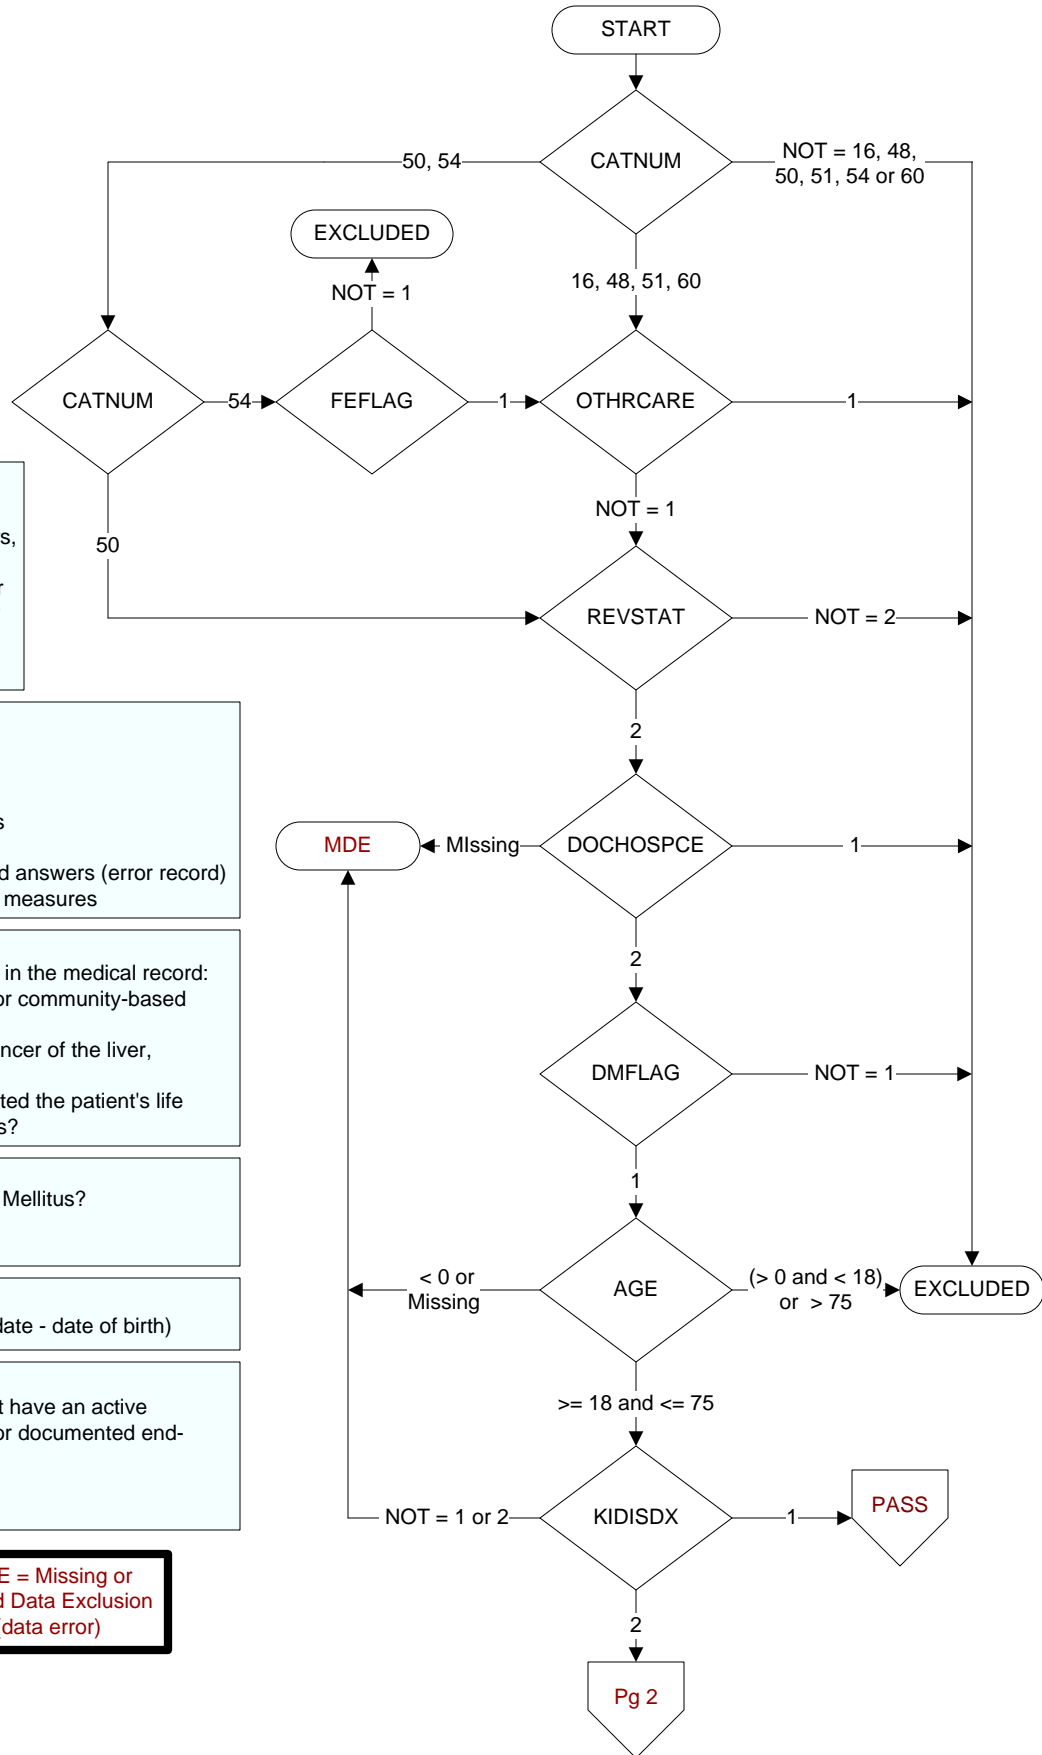 START
CATNUM
50, 54
NOT = 16, 48,
50, 51, 54 or 60
EXCLUDED
NOT = 1
16, 48, 51, 60
CATNUM
54
FEFLAG
1
OTHRCARE
1
NOT = 1
50
REVSTAT
NOT = 2
2
MDE
MIssing
DOCHOSPCE
1
2
DMFLAG
NOT = 1
1
< 0 or
Missing
AGE
(> 0 and < 18)
or > 75
EXCLUDED
>= 18 and <= 75
NOT = 1 or 2
KIDISDX
1
PASS
2
Pg 2
s,
r
s
d answers (error record)
measures
in the medical record:
or community-based
ncer of the liver,
ted the patient's life
s?
Mellitus?
date - date of birth)
t have an active
or documented end-
E = Missing or
d Data Exclusion
(data error)